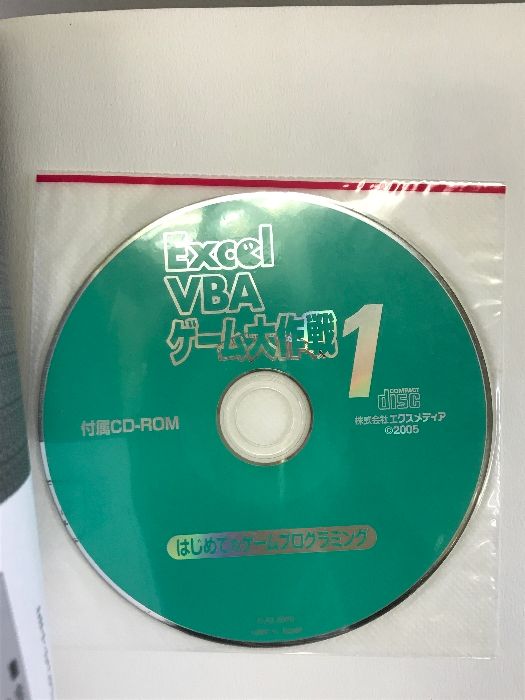 Excel
VBA
ゲーム大作戦
1
付属CD-ROM
COMPACT
disc
株式会社エクスメディア
©2005
はじめてのゲームプログラミング